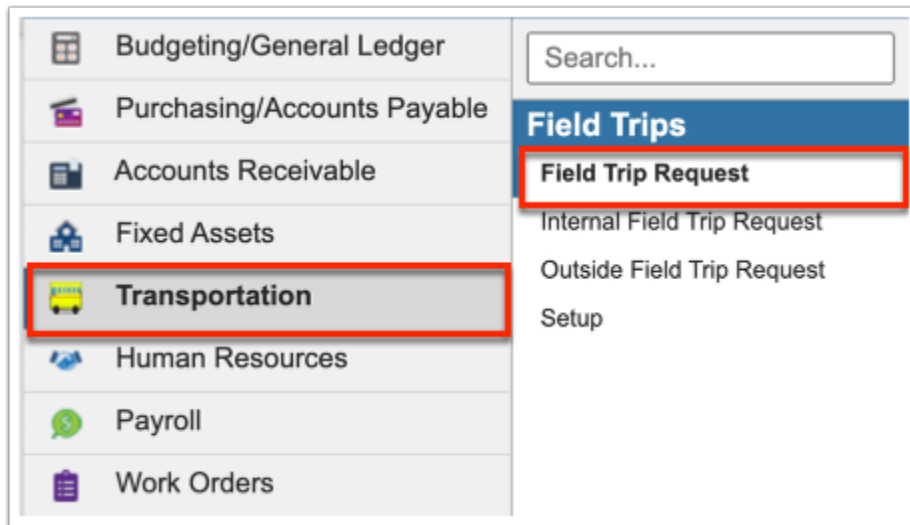 Budgeting/General Ledger
Purchasing/Accounts Payable
Accounts Receivable
Fixed Assets
Transportation
Human Resources
Payroll
Work Orders
Search...
Field Trips
Field Trip Request
Internal Field Trip Request
Outside Field Trip Request
Setup